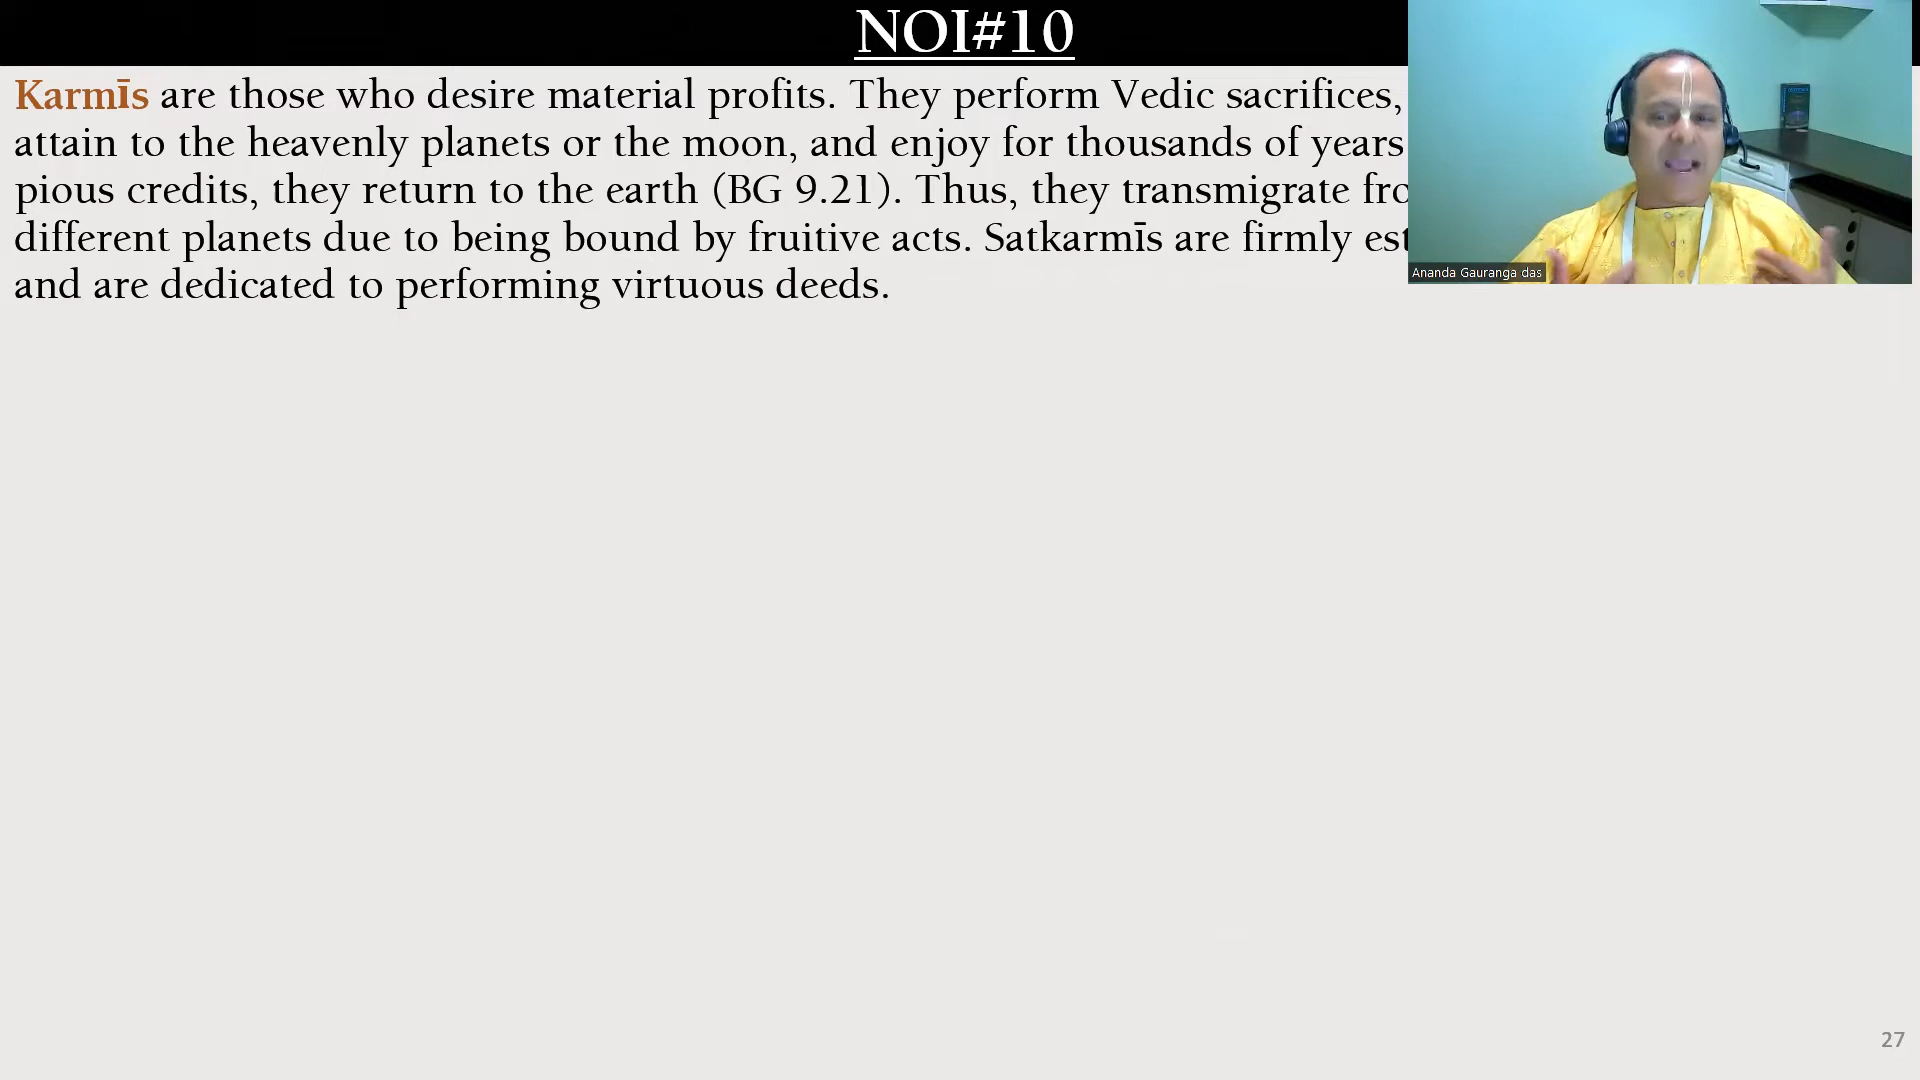 NOI#10
Karmīs are those who desire material profits. They perform Vedic sacrifices,
attain to the heavenly planets or the moon, and enjoy for thousands of years
pious credits, they return to the earth (BG 9.21). Thus, they transmigrate
different planets due to being bound by fruitive acts. Satkarmīs are firmly
and are dedicated to performing virtuous deeds.
Ananda Gauranga das
27